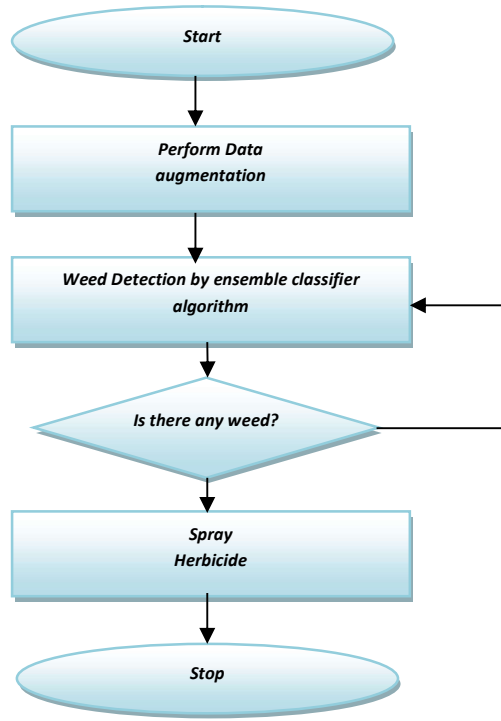 Start
Perform Data
augmentation
Weed Detection by ensemble classifier
algorithm
Is there any weed?
Spray
Herbicide
Stop